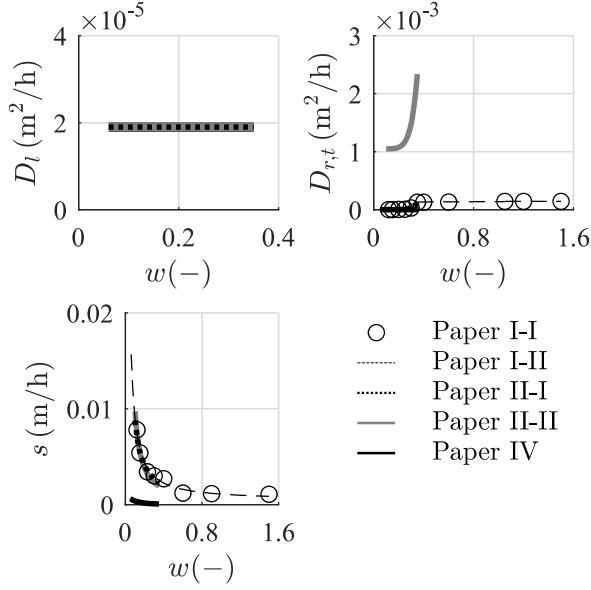 ×10⁻⁵
4
2
0
D_l (m²/h)
0 0.2 0.4
w(−)
×10⁻³
3
2
1
0
D_{r,t} (m²/h)
0 0.8 1.6
w(−)
0.02
0.01
0
s (m/h)
0 0.8 1.6
w(−)
Paper I-I
Paper I-II
Paper II-I
Paper II-II
Paper IV